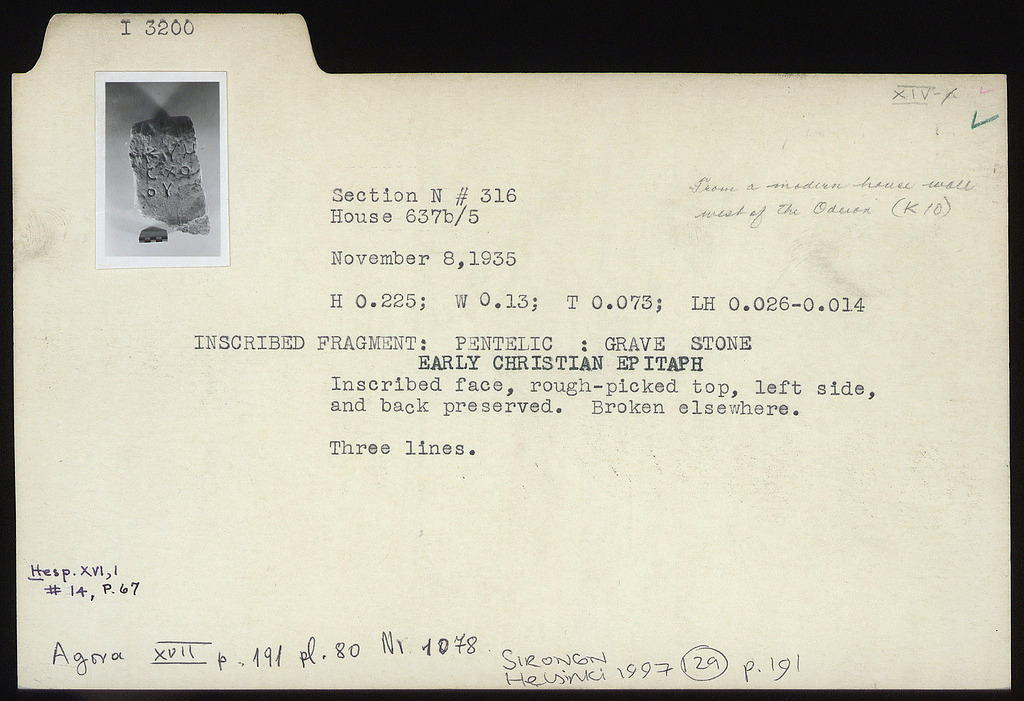 I 3200
XIV
From a modern house wall
west of the Odeion (K 10)
Section N # 316
House 637b/5
November 8,1935
H 0.225; W 0.13; T 0.073; LH 0.026-0.014
INSCRIBED FRAGMENT: PENTELIC : GRAVE STONE
EARLY CHRISTIAN EPITAPH
Inscribed face, rough-picked top, left side,
and back preserved. Broken elsewhere.
Three lines.
Hesp. XVI,1
# 14, P. 67
Agora XVII p. 191 pl. 80 Nr 1078
SIRONEN
Helsinki 1997 (29) p. 191